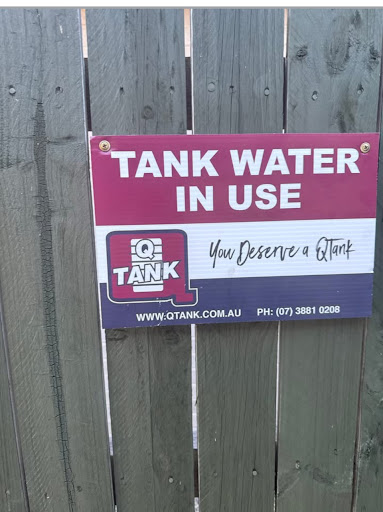 TANK WATER
IN USE
Q
TANK
You Deserve a QTank
WWW.QTANK.COM.AU PH: (07) 3881 0208